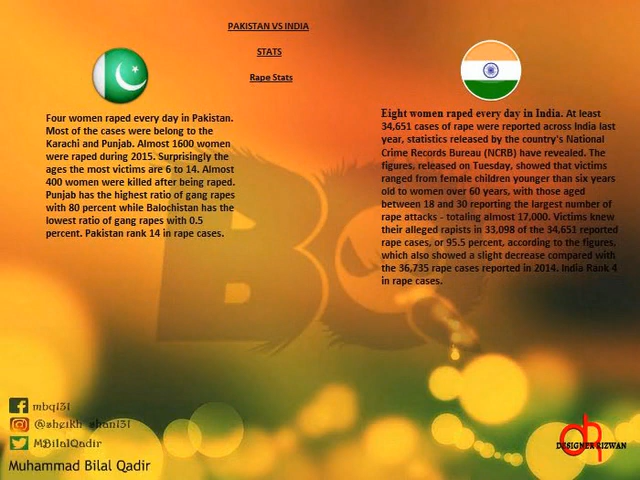 PAKISTAN VS INDIA
STATS
Rape Stats
Four women raped every day in Pakistan.
Most of the cases were belong to the
Karachi and Punjab. Almost 1600 women
were raped during 2015. Surprisingly the
ages the most victims are 6 to 14. Almost
400 women were killed after being raped.
Punjab has the highest ratio of gang rapes
with 80 percent while Balochistan has the
lowest ratio of gang rapes with 0.5
percent. Pakistan rank 14 in rape cases.
Eight women raped every day in India. At least
34,651 cases of rape were reported across India last
year, statistics released by the country's National
Crime Records Bureau (NCRB) have revealed. The
figures, released on Tuesday, showed that victims
ranged from female children younger than six years
old to women over 60 years, with those aged
between 18 and 30 reporting the largest number of
rape attacks - totaling almost 17,000. Victims knew
their alleged rapists in 33,098 of the 34,651 reported
rape cases, or 95.5 percent, according to the figures,
which also showed a slight decrease compared with
the 36,735 rape cases reported in 2014. India Rank 4
in rape cases.
mbq131
@sheikh_shan131
MBilalQadir
Muhammad Bilal Qadir
DESIGNER RIZWAN